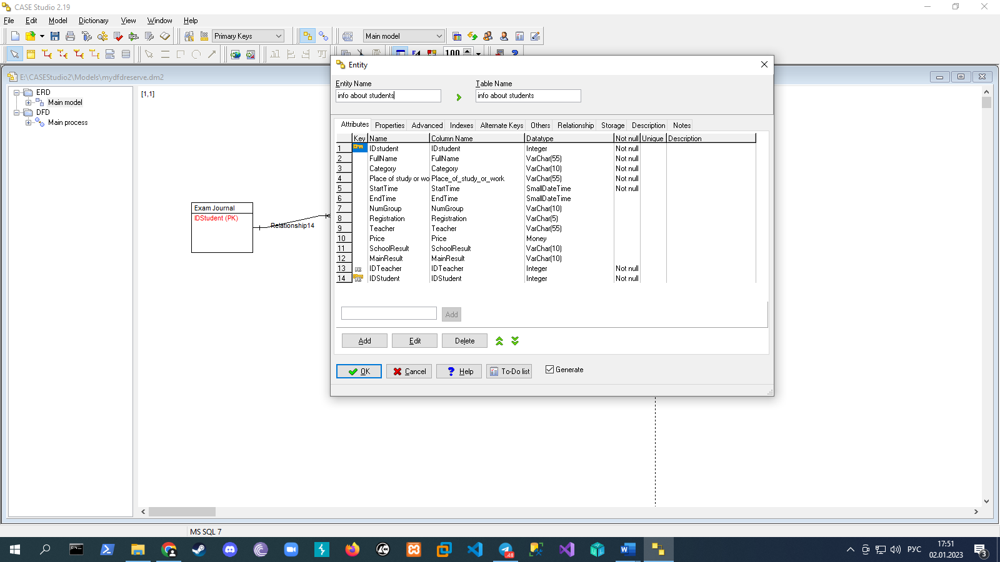 CASE Studio 2.19
File Edit Model Dictionary View Window Help
Primary Keys Main model
100
E:\CASEStudio2\Models\mydfdreserve.dm2
ERD
Main model
DFD
Main process
[1,1]
Exam Journal
IDStudent (PK)
Relationship14
Entity
Entity Name Table Name
info about students info about students
Attributes Properties Advanced Indexes Alternate Keys Others Relationship Storage Description Notes
Key Name Column Name Datatype Not null Unique Description
1 IDstudent IDstudent Integer Not null
2 FullName FullName VarChar(55) Not null
3 Category Category VarChar(10) Not null
4 Place of study or wo Place_of_study_or_work VarChar(55) Not null
5 StartTime StartTime SmallDateTime Not null
6 EndTime EndTime SmallDateTime
7 NumGroup NumGroup VarChar(10)
8 Registration Registration VarChar(5)
9 Teacher Teacher VarChar(55)
10 Price Price Money
11 SchoolResult SchoolResult VarChar(10)
12 MainResult MainResult VarChar(10)
13 FK IDTeacher IDTeacher Integer Not null
14 FK IDStudent IDStudent Integer Not null
Add
Add Edit Delete
OK Cancel Help To-Do list Generate
MS SQL 7
49
РУС
17:51
02.01.2023
3